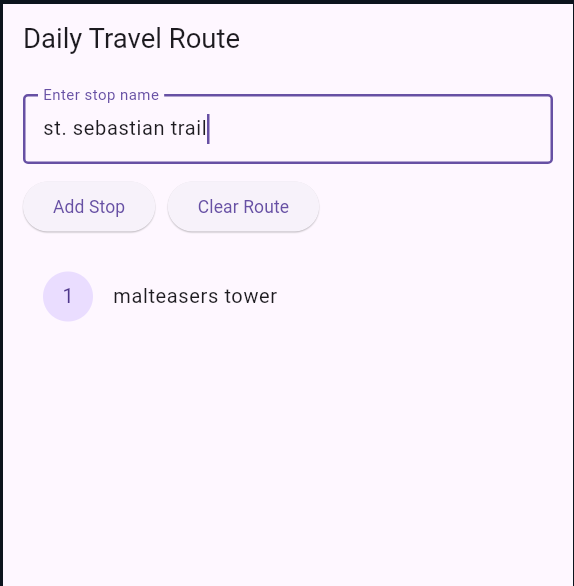 Daily Travel Route
Enter stop name
st. sebastian trail
Add Stop Clear Route
1 malteasers tower